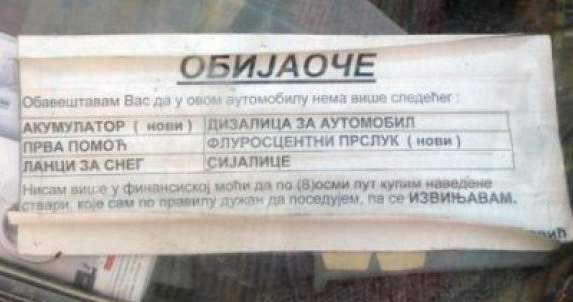 ОБИЈАОЧЕ
Обавештавам Вас да у овом аутомобилу нема више следећег :
АКУМУЛАТОР ( нови ) ДИЗАЛИЦА ЗА АУТОМОБИЛ
ПРВА ПОМОЋ ФЛУРОСЦЕНТНИ ПРСЛУК ( нови )
ЛАНЦИ ЗА СНЕГ СИЈАЛИЦЕ
Нисам више у финансиској моћи да по (8)осми пут купим наведене
ствари, које сам по правилу дужан да поседујем, па се ИЗВИЊАВАМ.